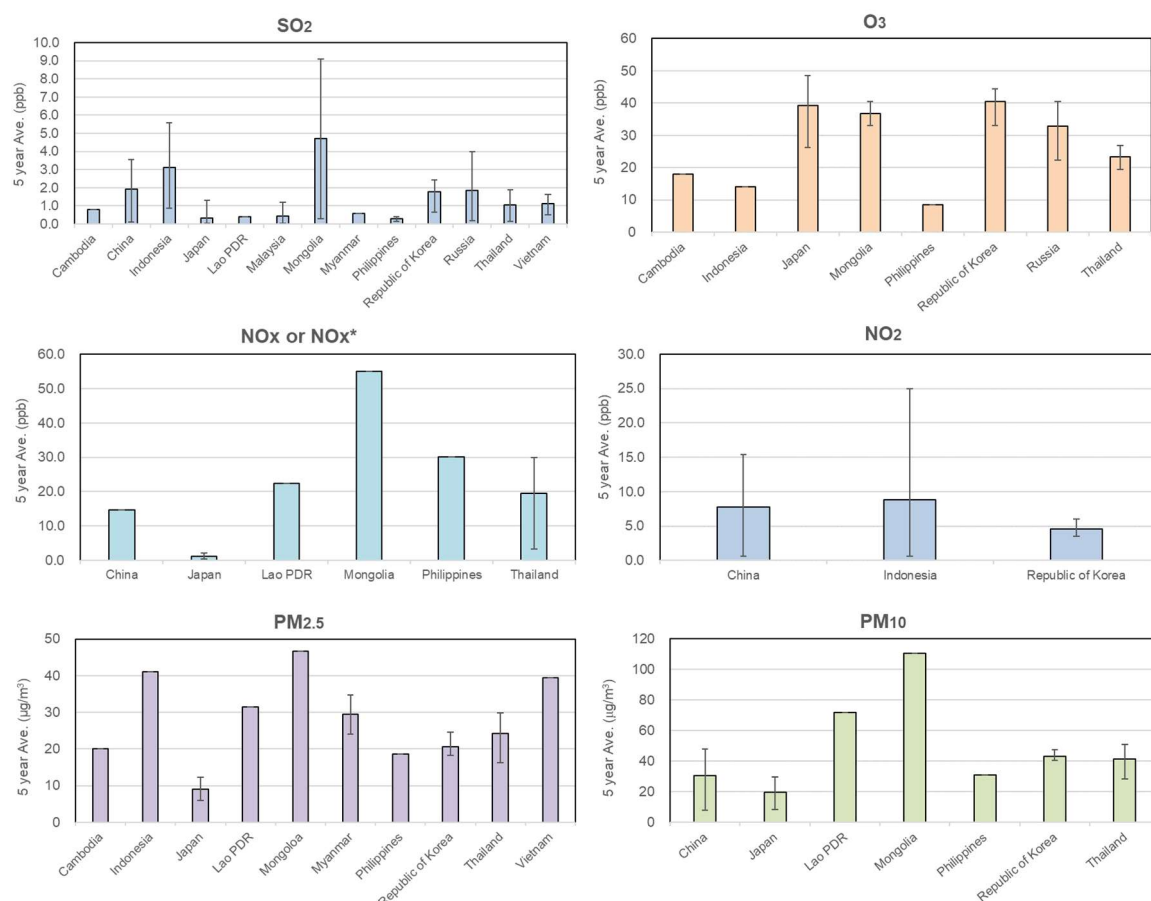 SO2
5 year Ave. (ppb)
10.0
9.0
8.0
7.0
6.0
5.0
4.0
3.0
2.0
1.0
0.0
Cambodia
China
Indonesia
Japan
Lao PDR
Malaysia
Mongolia
Myanmar
Philippines
Republic of Korea
Russia
Thailand
Vietnam
O3
5 year Ave. (ppb)
60
50
40
30
20
10
0
Cambodia
Indonesia
Japan
Mongolia
Philippines
Republic of Korea
Russia
Thailand
NOx or NOx*
5 year Ave. (ppb)
60.0
50.0
40.0
30.0
20.0
10.0
0.0
China
Japan
Lao PDR
Mongolia
Philippines
Thailand
NO2
5 year Ave. (ppb)
30.0
25.0
20.0
15.0
10.0
5.0
0.0
China
Indonesia
Republic of Korea
PM2.5
5 year Ave. (μg/m³)
50
40
30
20
10
0
Cambodia
Indonesia
Japan
Lao PDR
Mongoloa
Myanmar
Philippines
Republic of Korea
Thailand
Vietnam
PM10
5 year Ave. (μg/m³)
120
100
80
60
40
20
0
China
Japan
Lao PDR
Mongolia
Philippines
Republic of Korea
Thailand